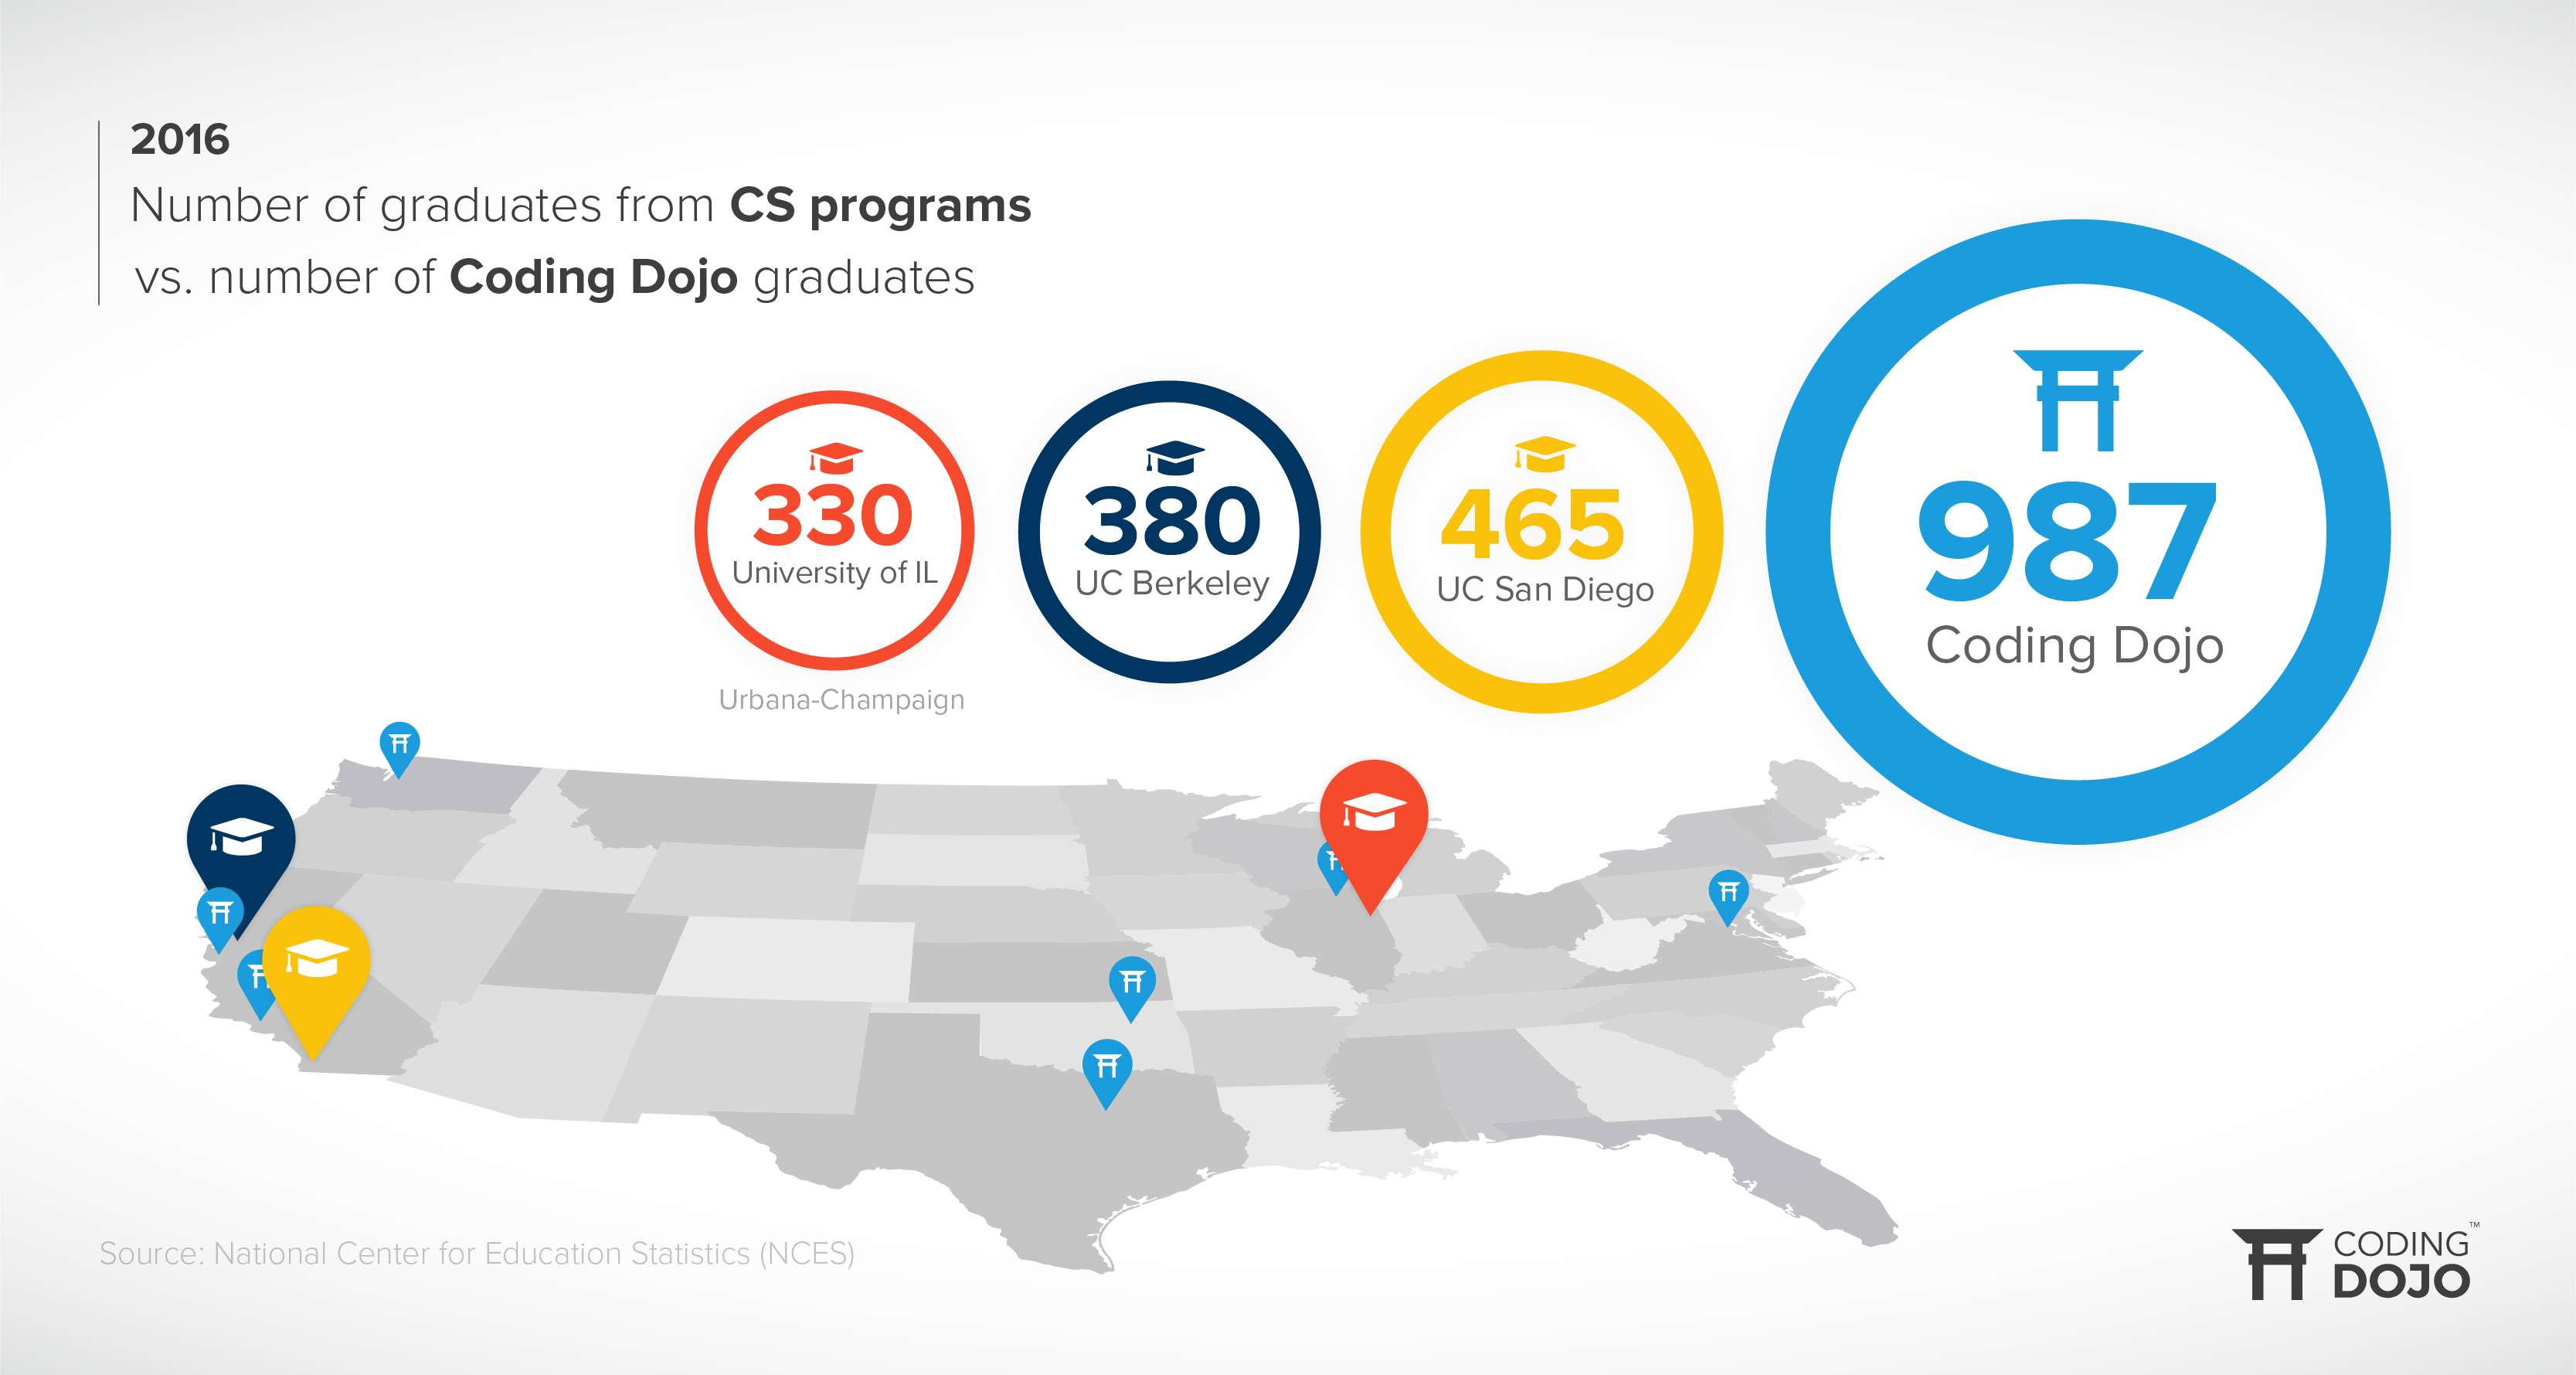 2016
Number of graduates from CS programs
vs. number of Coding Dojo graduates
330
University of IL
Urbana-Champaign
380
UC Berkeley
465
UC San Diego
987
Coding Dojo
Source: National Center for Education Statistics (NCES)
CODING™
DOJO